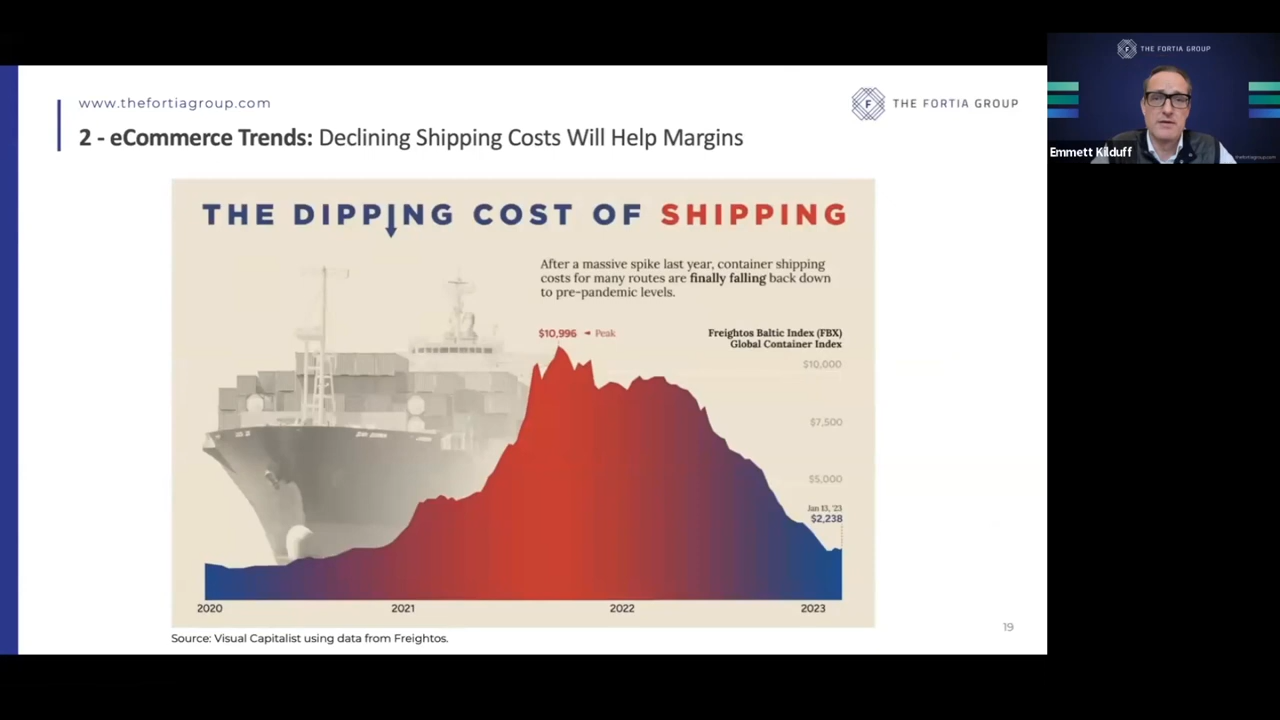 www.thefortiagroup.com
THE FORTIA GROUP
2 - eCommerce Trends: Declining Shipping Costs Will Help Margins
THE DIPPING COST OF SHIPPING
After a massive spike last year, container shipping
costs for many routes are finally falling back down
to pre-pandemic levels.
$10,996 ◄ Peak
Freightos Baltic Index (FBX)
Global Container Index
$10,000
$7,500
$5,000
Jan 13, '23
$2,238
2020
2021
2022
2023
Source: Visual Capitalist using data from Freightos.
19
THE FORTIA GROUP
Emmett Kilduff